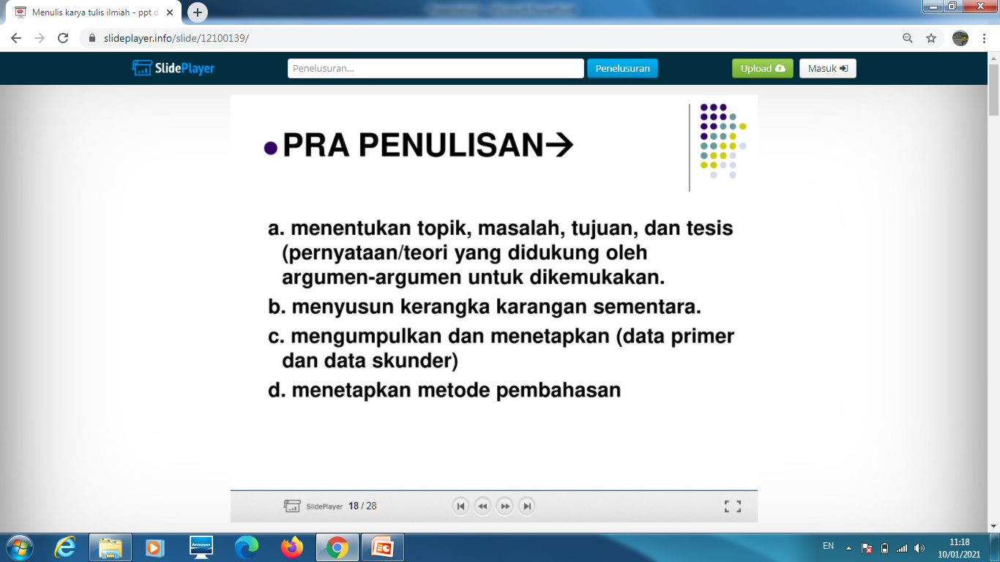 Menulis karya tulis ilmiah - ppt d
slideplayer.info/slide/12100139/
SlidePlayer
Penelusuran...
Penelusuran
Upload
Masuk
PRA PENULISAN→
a. menentukan topik, masalah, tujuan, dan tesis
(pernyataan/teori yang didukung oleh
argumen-argumen untuk dikemukakan.
b. menyusun kerangka karangan sementara.
c. mengumpulkan dan menetapkan (data primer
dan data skunder)
d. menetapkan metode pembahasan
SlidePlayer 18 / 28
lenovo
EN
11:18
10/01/2021